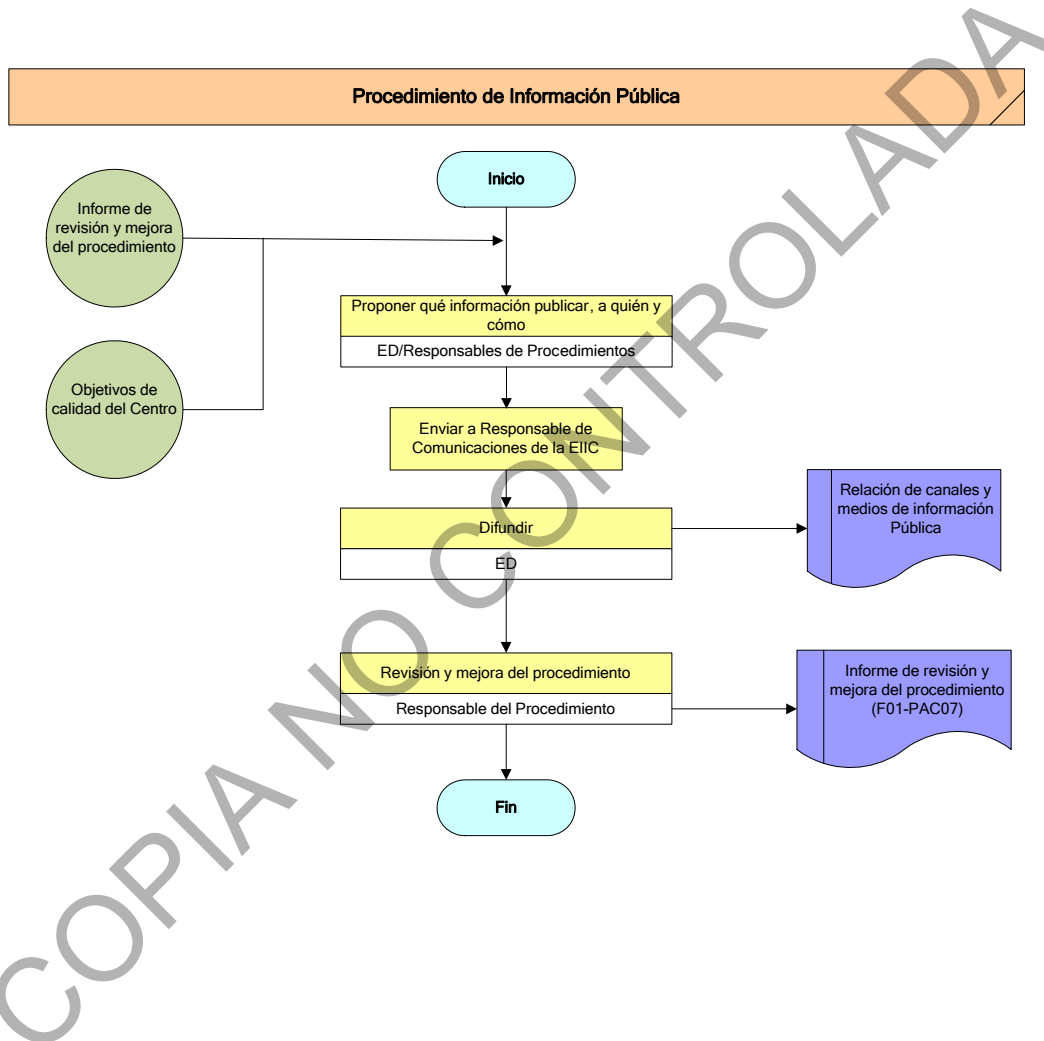 Procedimiento de Información Pública
Inicio
Informe de
revisión y mejora
del procedimiento
Proponer qué información publicar, a quién y
cómo
ED/Responsables de Procedimientos
Objetivos de
calidad del Centro
Enviar a Responsable de
Comunicaciones de la EIIC
Difundir
ED
Relación de canales y
medios de información
Pública
Revisión y mejora del procedimiento
Responsable del Procedimiento
Informe de revisión y
mejora del procedimiento
(F01-PAC07)
Fin
COPIA NO CONTROLADA